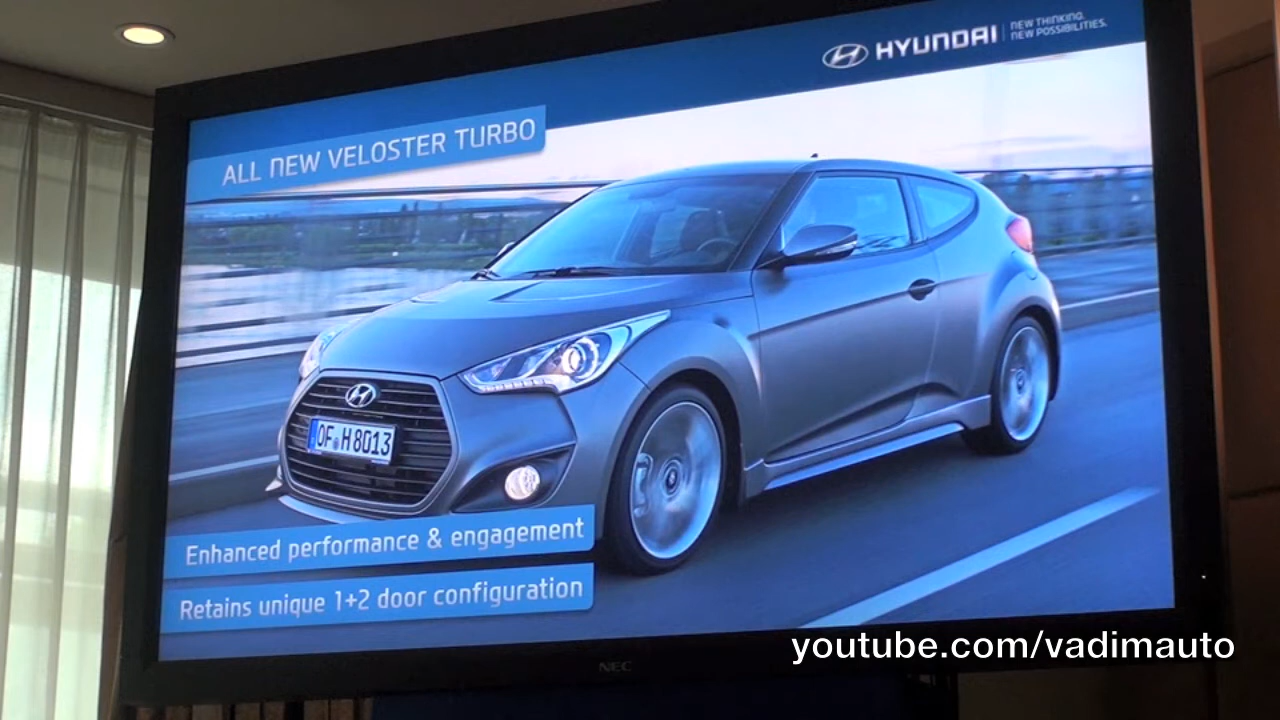 HYUNDAI
NEW THINKING.
NEW POSSIBILITIES.
ALL NEW VELOSTER TURBO
OF H 8013
Enhanced performance & engagement
Retains unique 1+2 door configuration
NEC
youtube.com/vadimauto